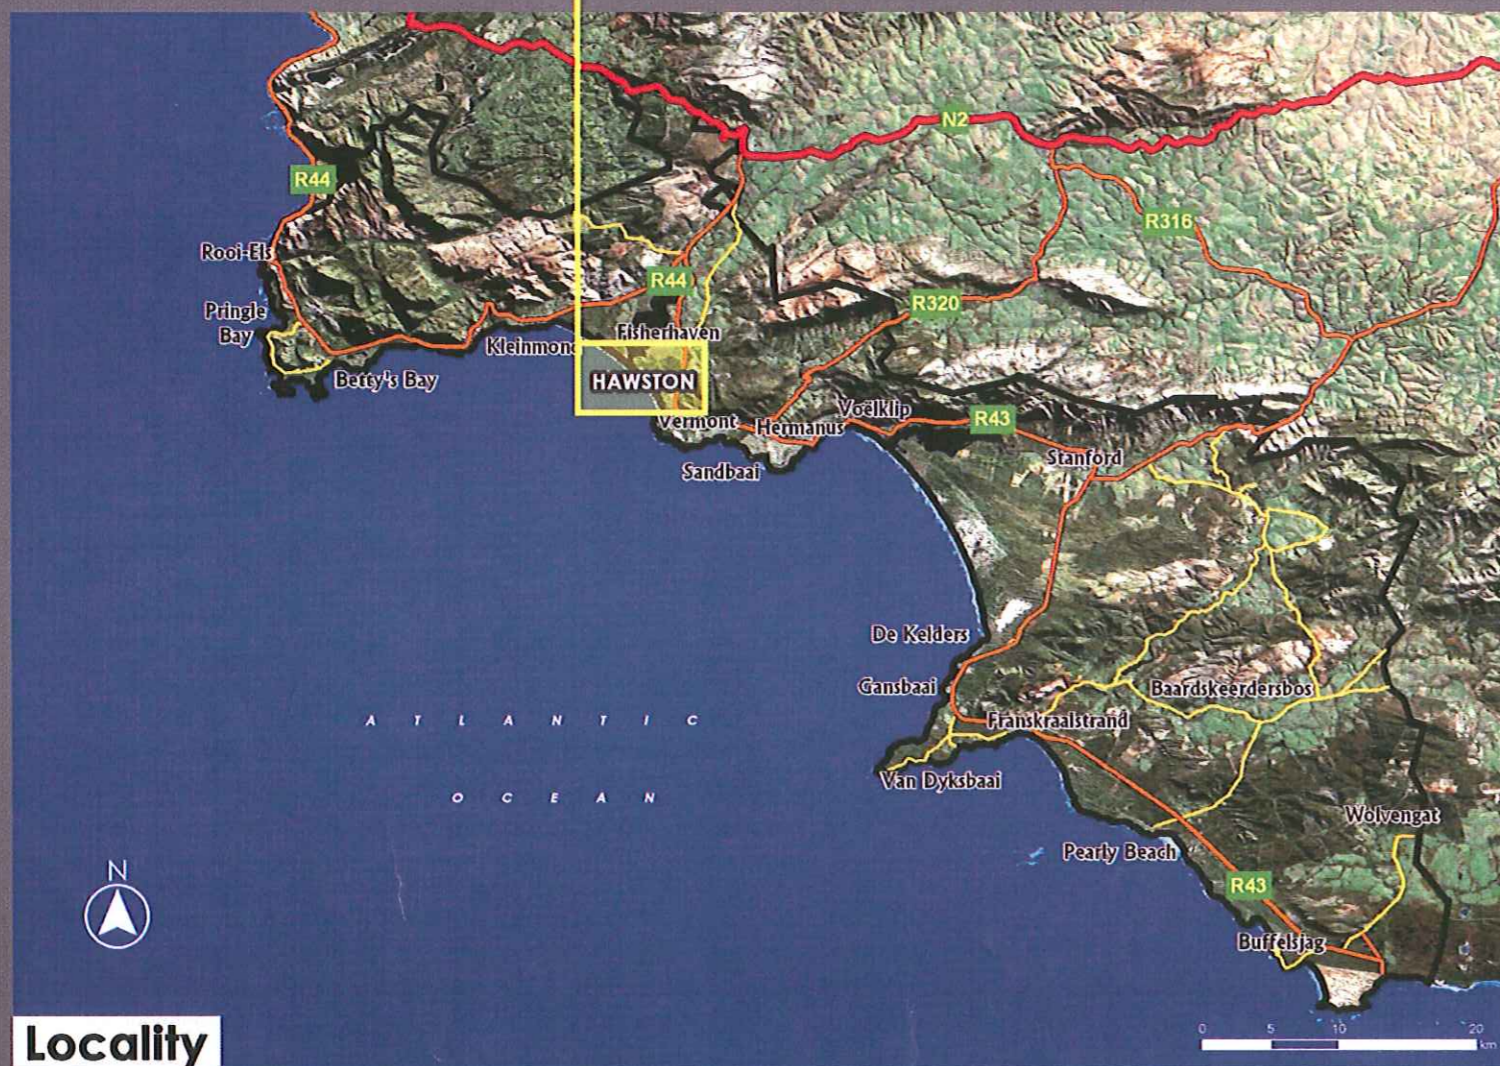 N2
R44
R316
Rooi-Els
R44
R320
Pringle
Bay
Fisherhaven
Kleinmond
Betty's Bay
HAWSTON
Voëlklip
Vermont
Hermanus
R43
Stanford
Sandbaai
De Kelders
Gansbaai
Baardskeerdersbos
ATLANTIC
Franskraalstrand
Van Dyksbaai
OCEAN
Wolvengat
Pearly Beach
N
R43
Buffelsjag
Locality
0 5 10 20
km